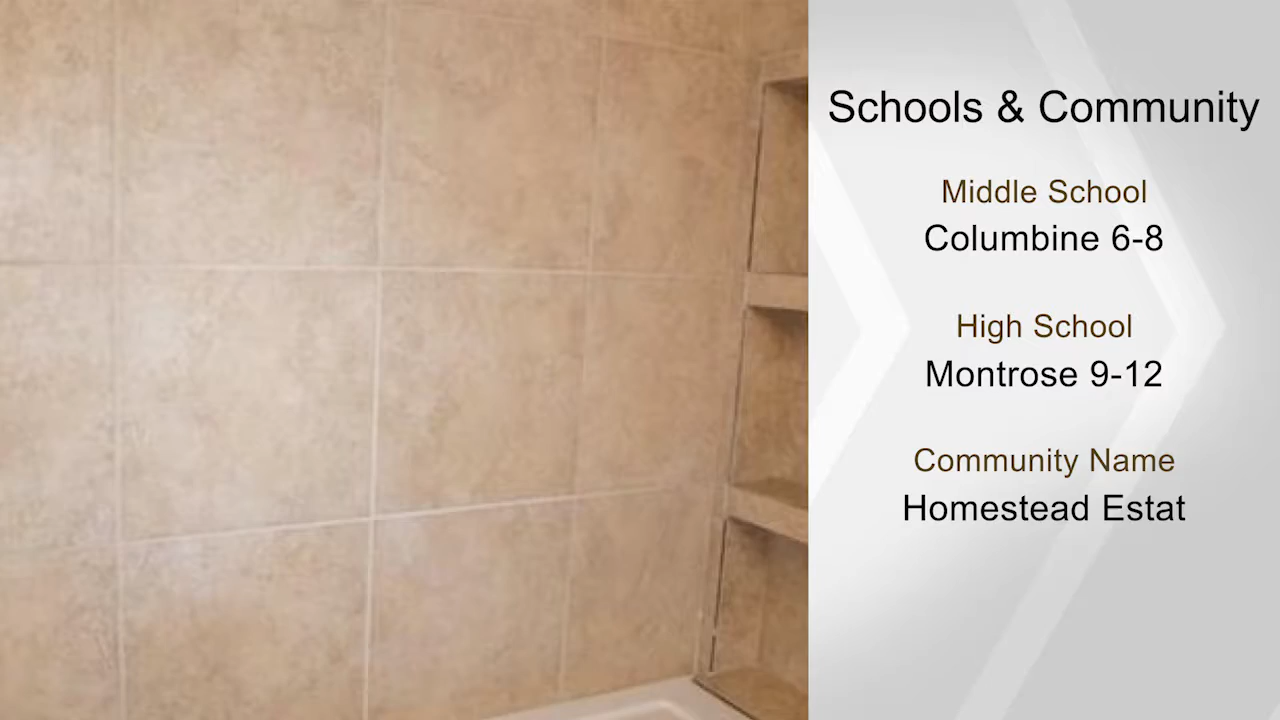 Schools & Community
Middle School
Columbine 6-8
High School
Montrose 9-12
Community Name
Homestead Estat